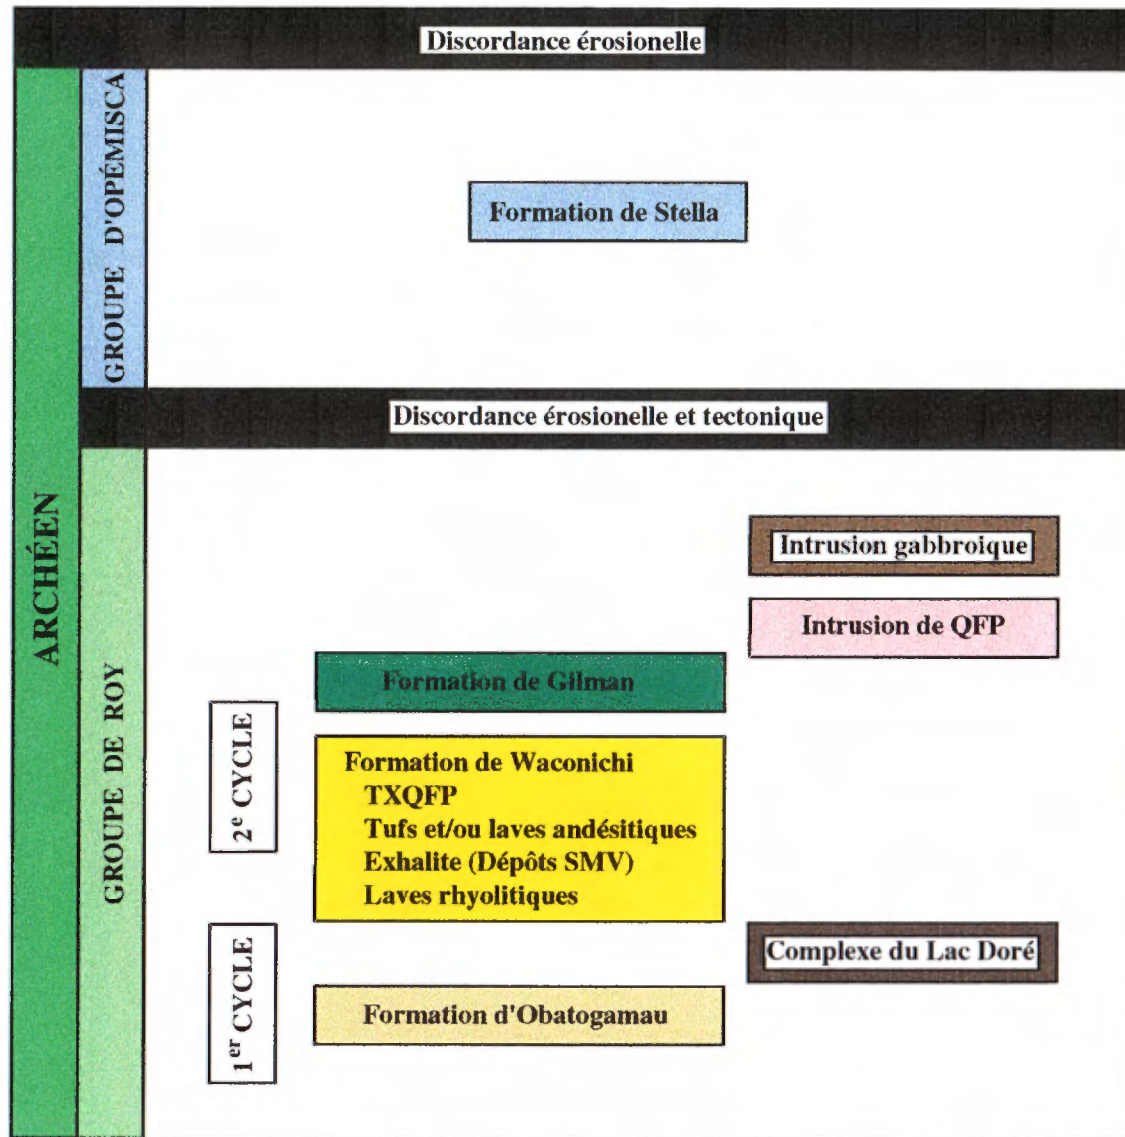 Discordance érosionelle
GROUPE D'OPÉMISCA
Formation de Stella
Discordance érosionelle et tectonique
ARCHÉEN
GROUPE DE ROY
Intrusion gabbroique
Intrusion de QFP
Formation de Gilman
2e CYCLE
Formation de Waconichi
TXQFP
Tufs et/ou laves andésitiques
Exhalite (Dépôts SMV)
Laves rhyolitiques
1er CYCLE
Complexe du Lac Doré
Formation d'Obatogamau